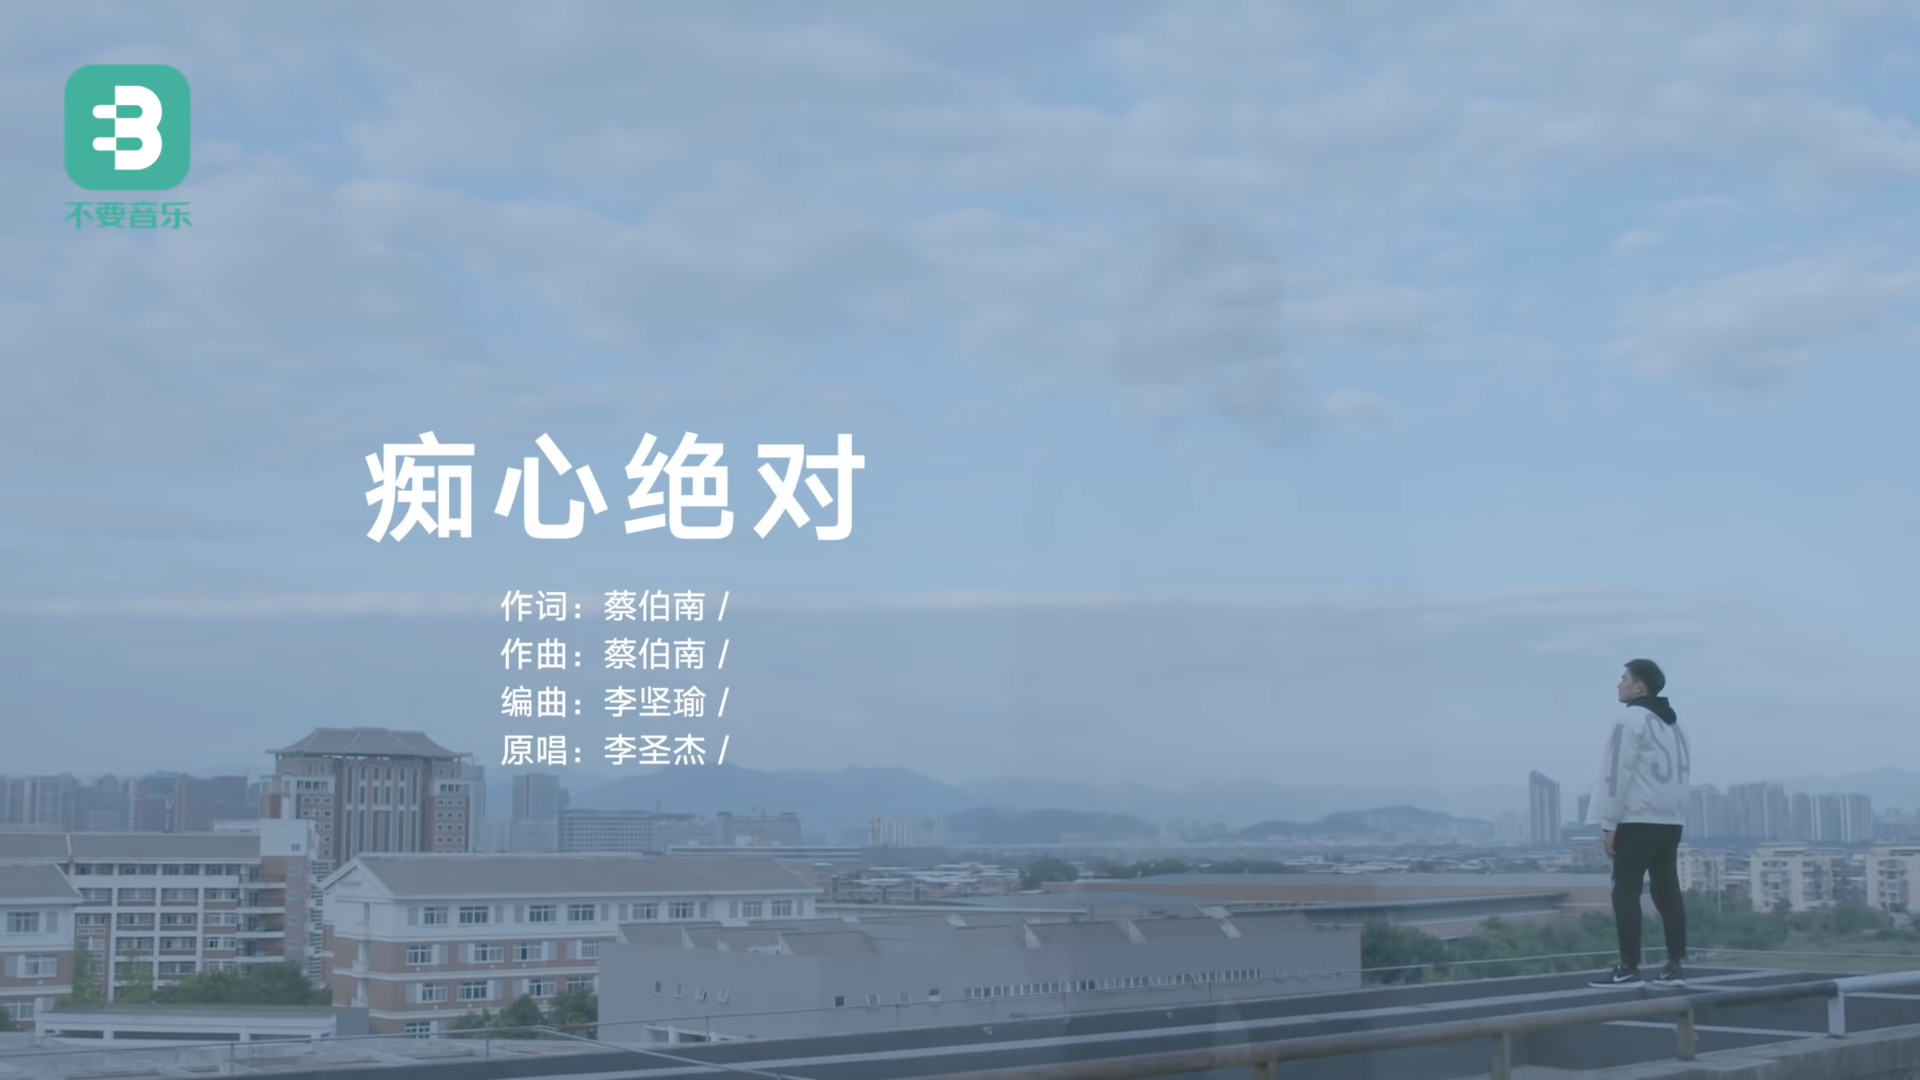 不要音乐
痴心绝对
作词：蔡伯南 /
作曲：蔡伯南 /
编曲：李坚瑜 /
原唱：李圣杰 /